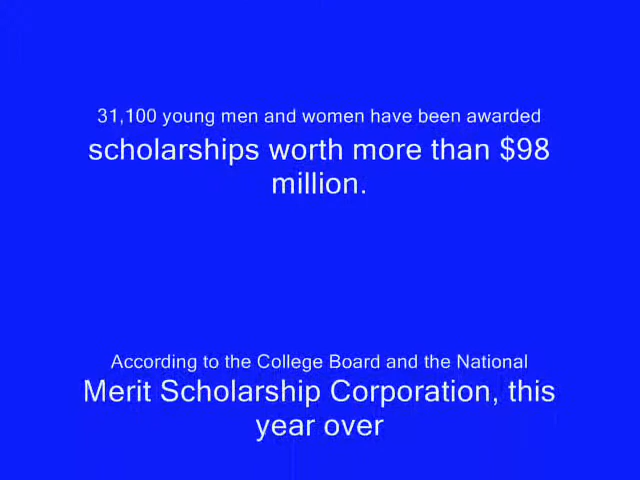 31,100 young men and women have been awarded
scholarships worth more than $98
million.
According to the College Board and the National
Merit Scholarship Corporation, this
year over